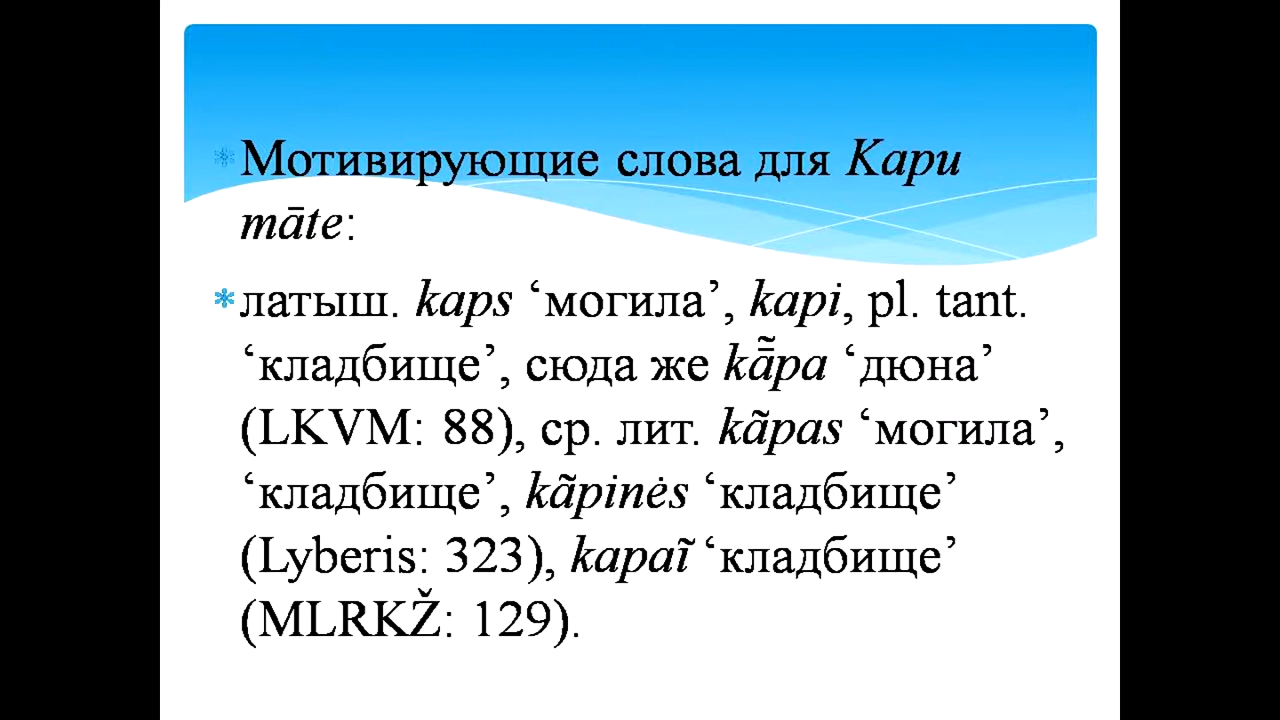 Мотивирующие слова для Kapu
māte:
латыш. kaps ‘могила’, kapi, pl. tant.
‘кладбище’, сюда же kā̃pa ‘дюна’
(LKVM: 88), ср. лит. kãpas ‘могила’,
‘кладбище’, kãpinės ‘кладбище’
(Lyberis: 323), kapaĩ ‘кладбище’
(MLRKŽ: 129).